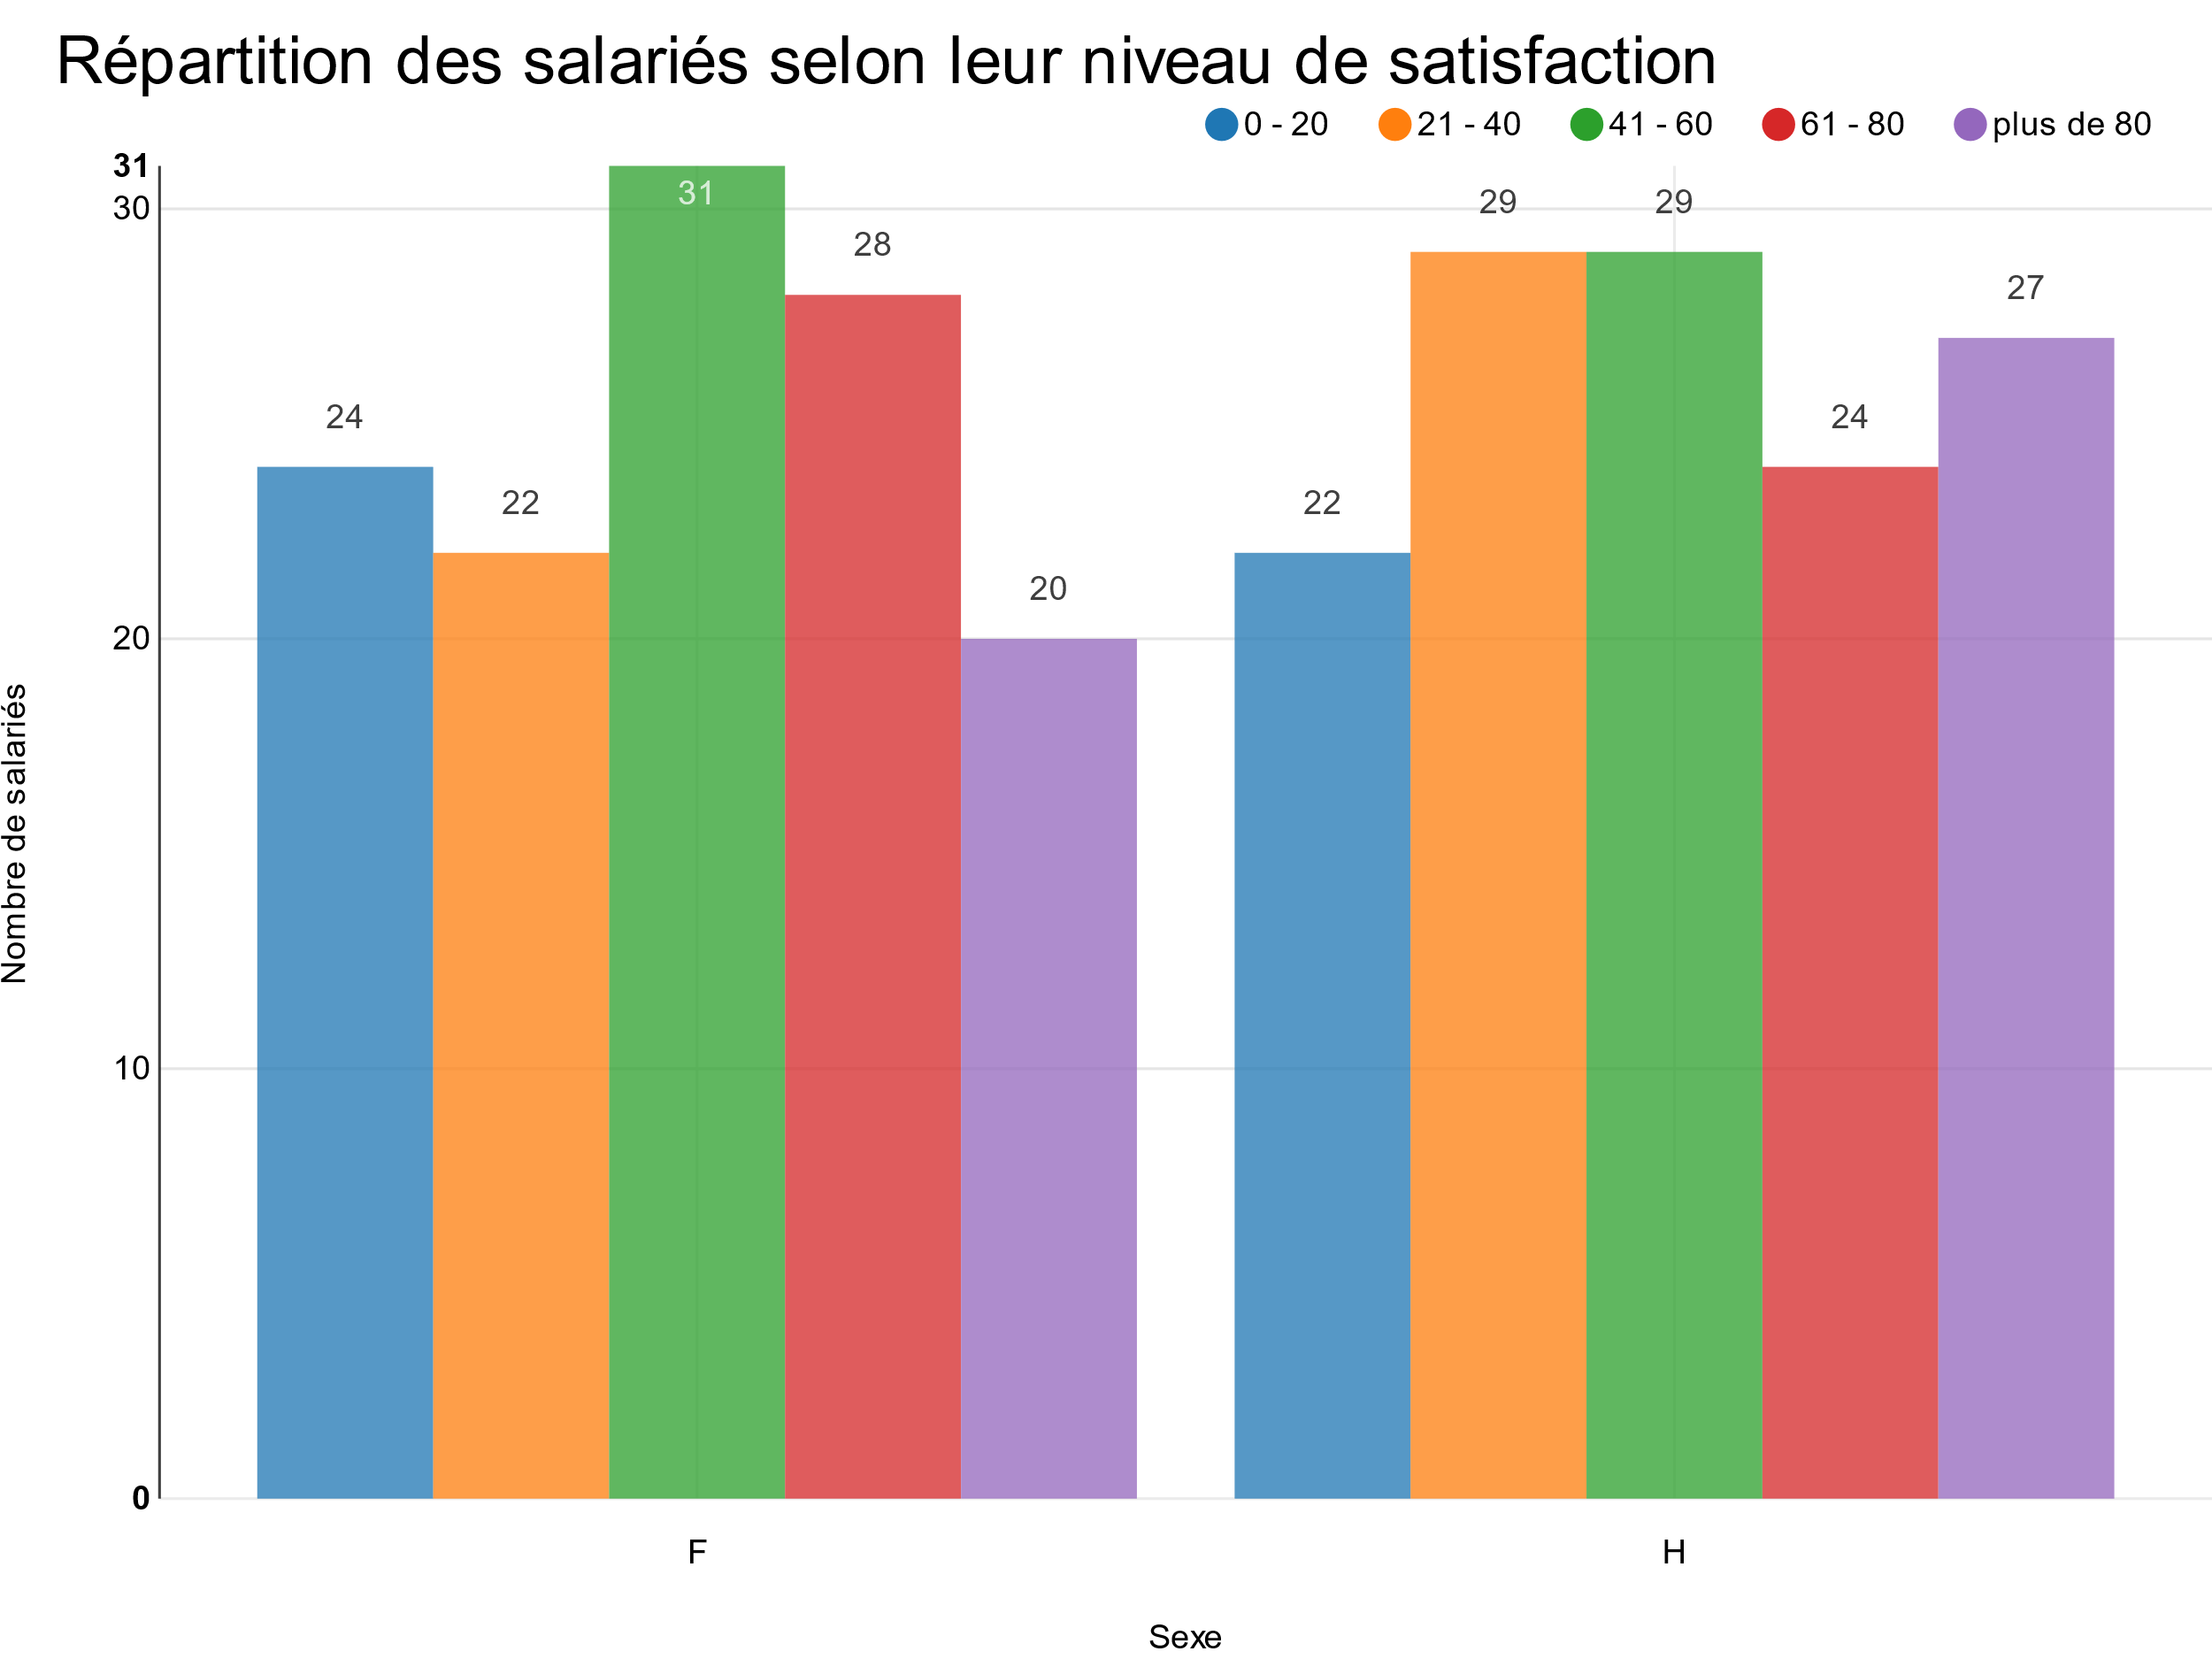 Répartition des salariés selon leur niveau de satisfaction
0 - 20 21 - 40 41 - 60 61 - 80 plus de 80
31
30
20
10
0
Nombre de salariés
24
22
31
28
20
22
29
29
24
27
F
H
Sexe